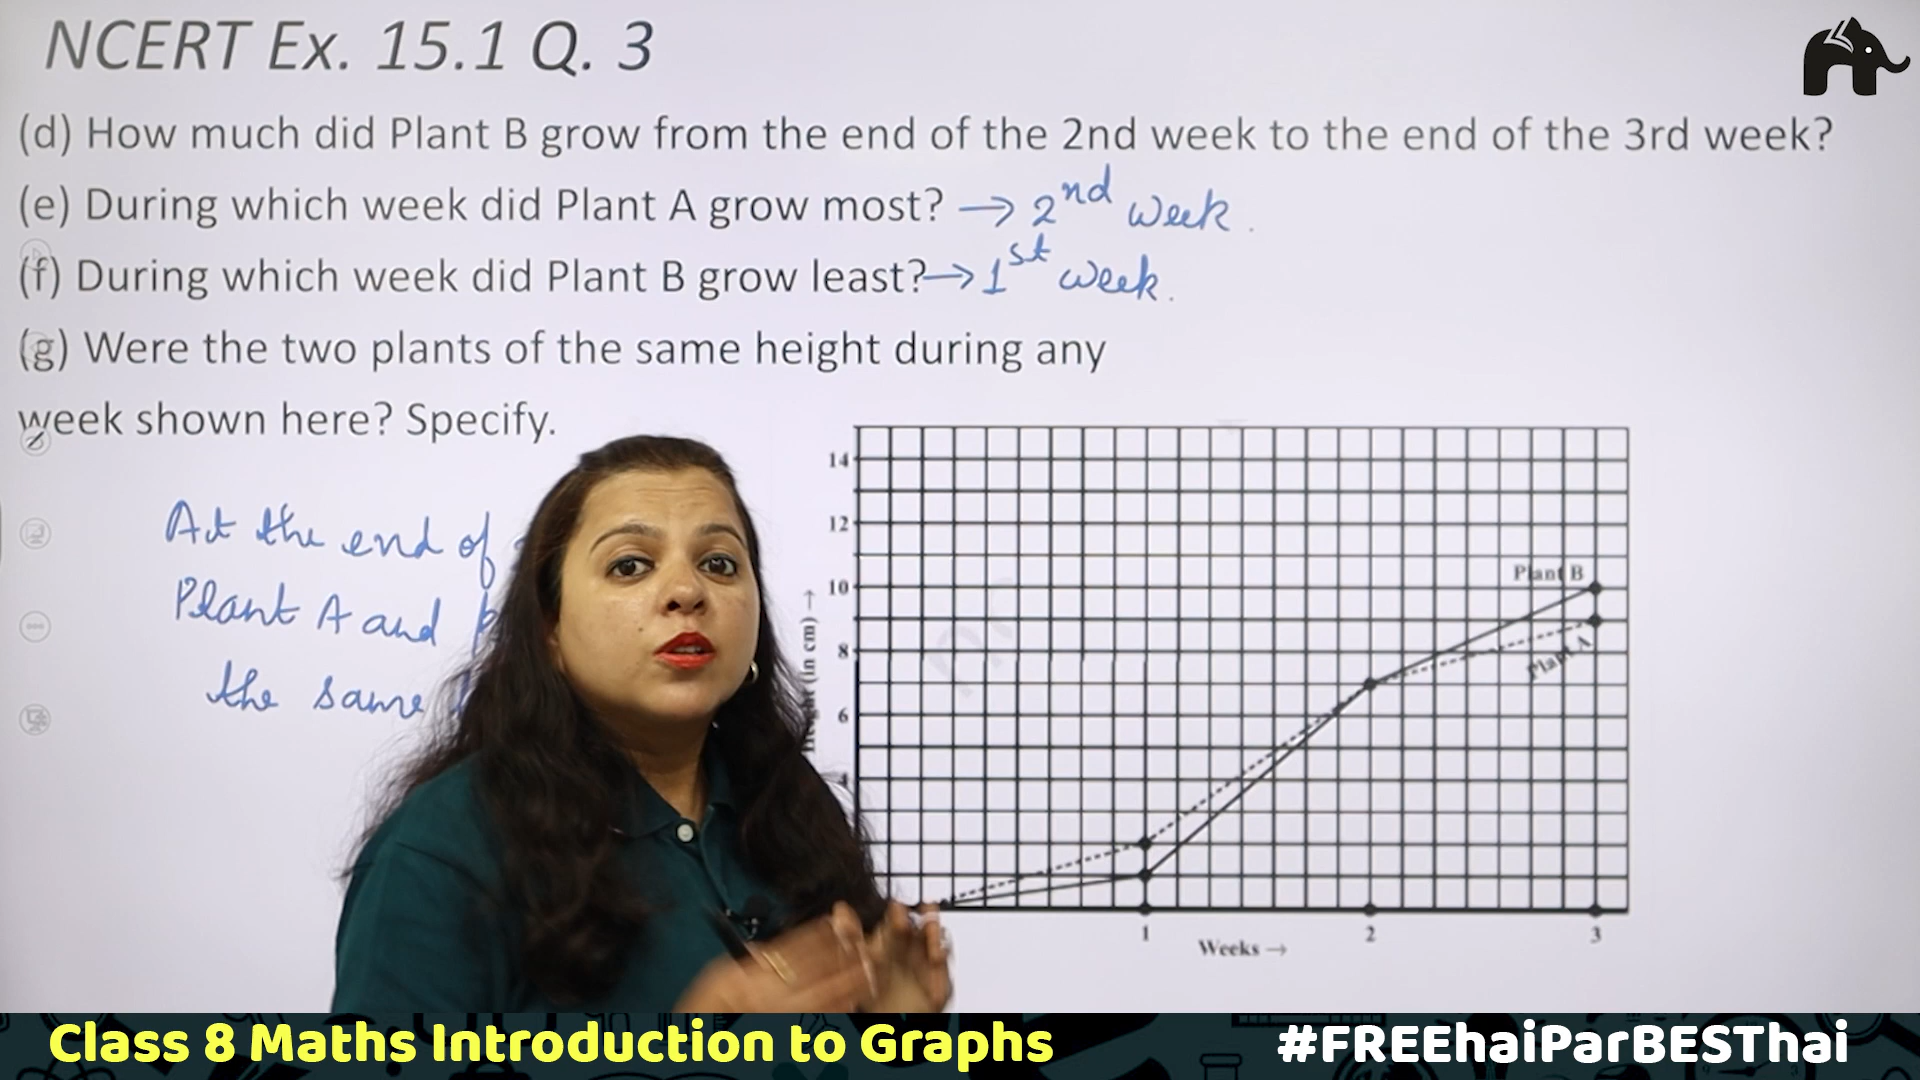 NCERT Ex. 15.1 Q. 3
(d) How much did Plant B grow from the end of the 2nd week to the end of the 3rd week?
(e) During which week did Plant A grow most? → 2nd week.
(f) During which week did Plant B grow least? → 1st week.
(g) Were the two plants of the same height during any
week shown here? Specify.
At the end of
Plant A and
the same
14
12
10
8
6
4
(in cm) →
Plant B
Plant A
1
2
3
Weeks →
Class 8 Maths Introduction to Graphs
#FREEhaiParBESThai